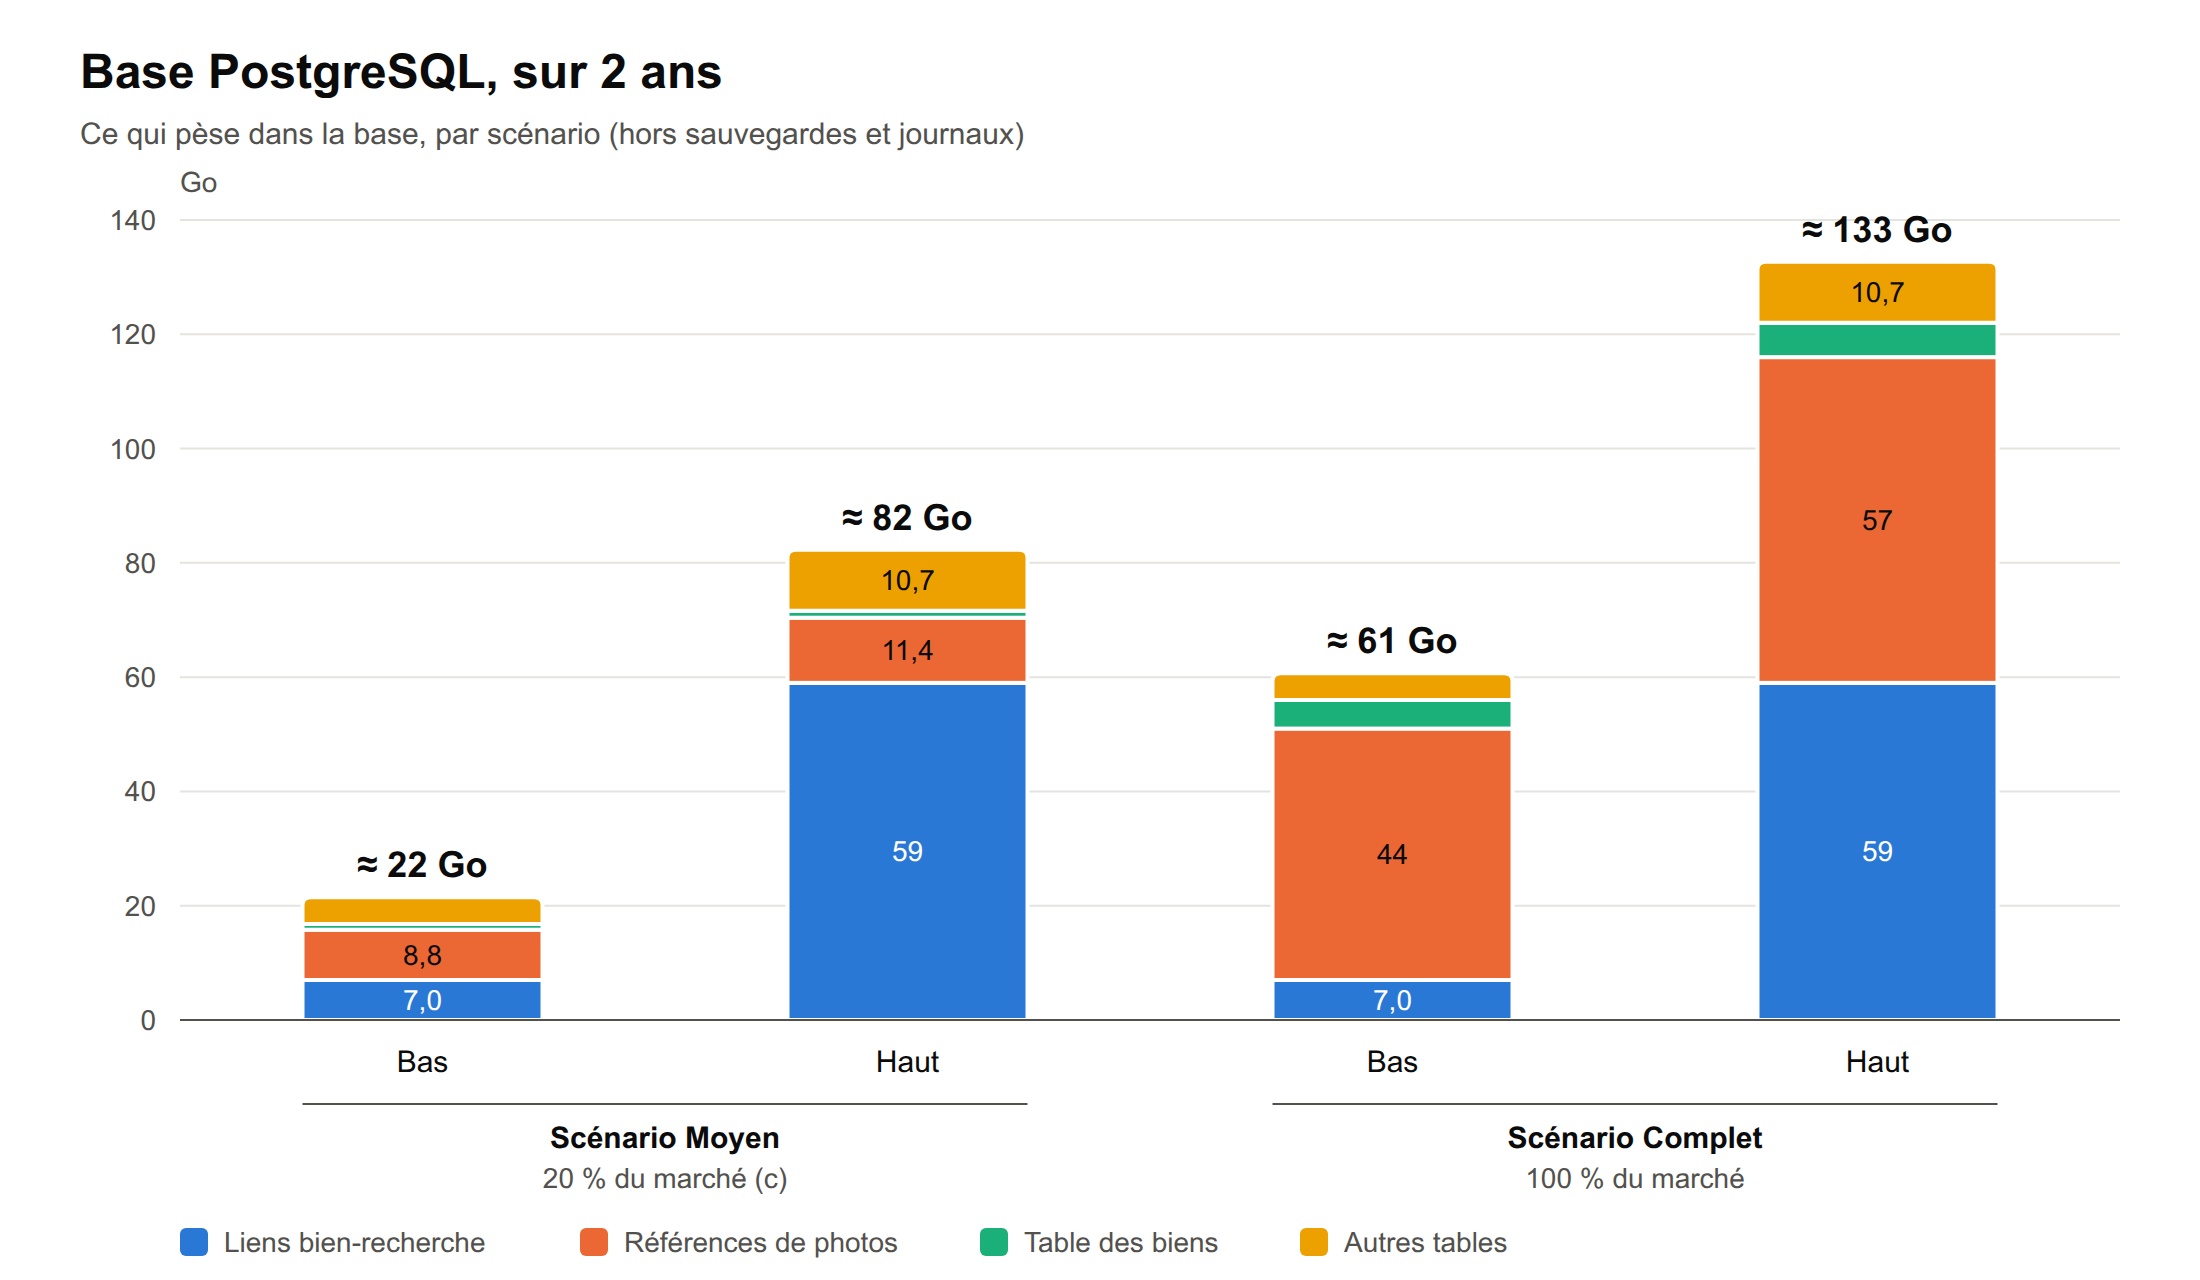 Base PostgreSQL, sur 2 ans
Ce qui pèse dans la base, par scénario (hors sauvegardes et journaux)
Go
140
≈ 133 Go
10,7
120
100
57
≈ 82 Go
80
10,7
11,4
≈ 61 Go
60
40
59
44
59
≈ 22 Go
20
8,8
7,0
7,0
0
Bas Haut Bas Haut
Scénario Moyen Scénario Complet
20 % du marché (c) 100 % du marché
Liens bien-recherche Références de photos Table des biens Autres tables